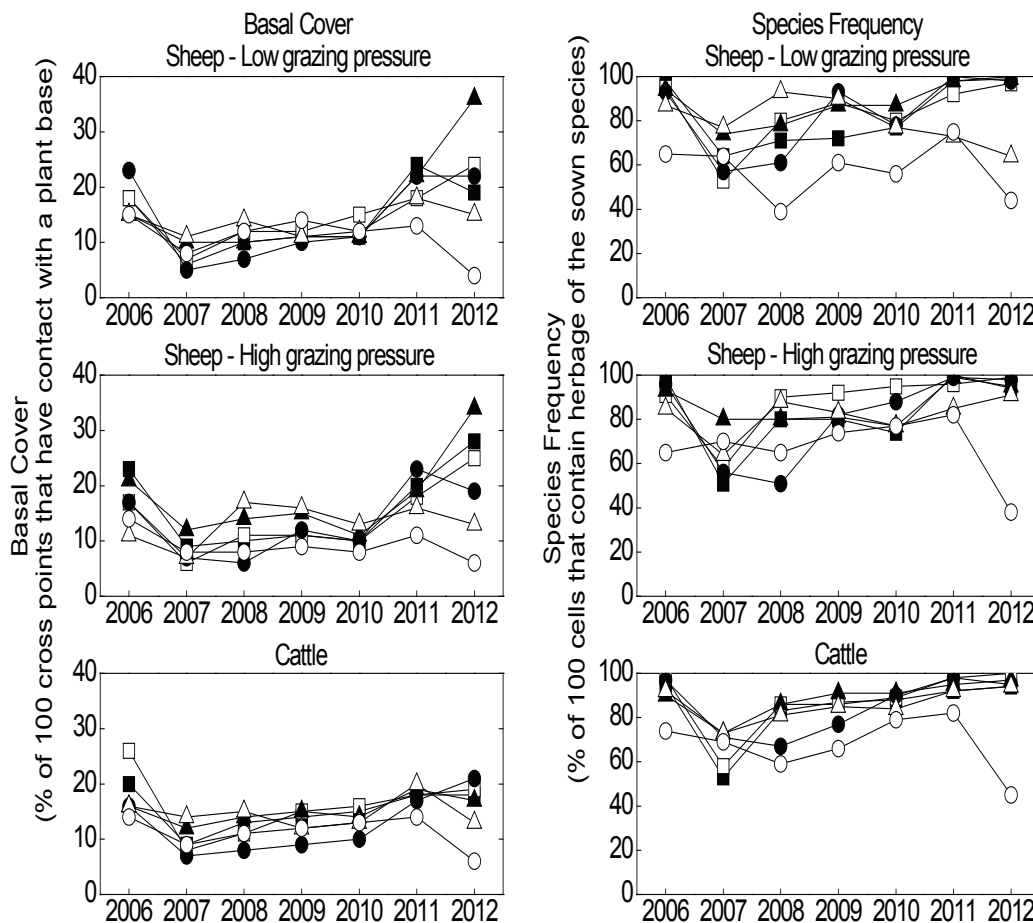 Basal Cover
Sheep - Low grazing pressure
40
30
20
10
0
2006 2007 2008 2009 2010 2011 2012
Sheep - High grazing pressure
40
30
20
10
0
2006 2007 2008 2009 2010 2011 2012
Cattle
40
30
20
10
0
2006 2007 2008 2009 2010 2011 2012
Basal Cover
(% of 100 cross points that have contact with a plant base)
Species Frequency
Sheep - Low grazing pressure
100
80
60
40
20
0
2006 2007 2008 2009 2010 2011 2012
Sheep - High grazing pressure
100
80
60
40
20
0
2006 2007 2008 2009 2010 2011 2012
Cattle
100
80
60
40
20
0
2006 2007 2008 2009 2010 2011 2012
Species Frequency
(% of 100 cells that contain herbage of the sown species)